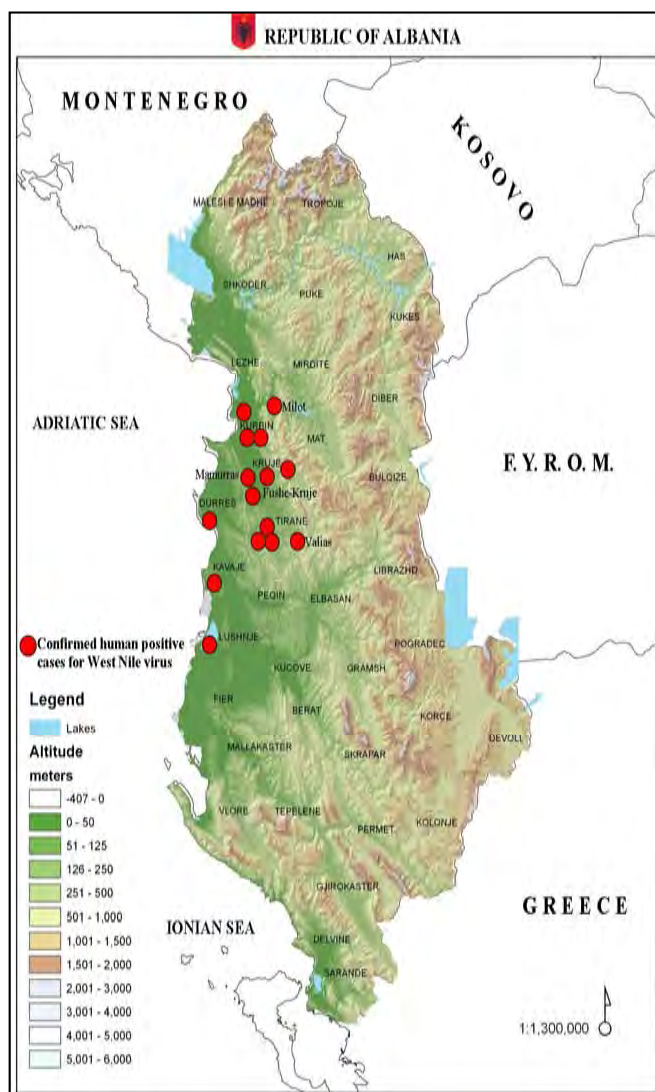 REPUBLIC OF ALBANIA
MONTENEGRO
KOSOVO
MALESI E MADHE
TROPOJE
HAS
SHKODER
PUKE
KUKES
LEZHE
MIRDITE
DIBER
Milot
ADRIATIC SEA
KURBIN
MAT
F. Y. R. O. M.
KRUJE
Mamurras
BULQIZE
Fushe-Kruje
DURRES
TIRANE
Valias
LIBRAZHD
KAVAJE
PEQIN
ELBASAN
LUSHNJE
POGRADEC
Confirmed human positive
cases for West Nile virus
KUCOVE
GRAMSH
Legend
Lakes
FIER
BERAT
KORCE
DEVOLL
MALLAKASTER
SKRAPAR
Altitude
meters
-407 - 0
0 - 50
51 - 125
126 - 250
251 - 500
501 - 1,000
1,001 - 1,500
1,501 - 2,000
2,001 - 3,000
3,001 - 4,000
4,001 - 5,000
5,001 - 6,000
VLORE
TEPELENE
PERMET
KOLONJE
GJIROKASTER
GREECE
IONIAN SEA
DELVINE
SARANDE
1:1,300,000